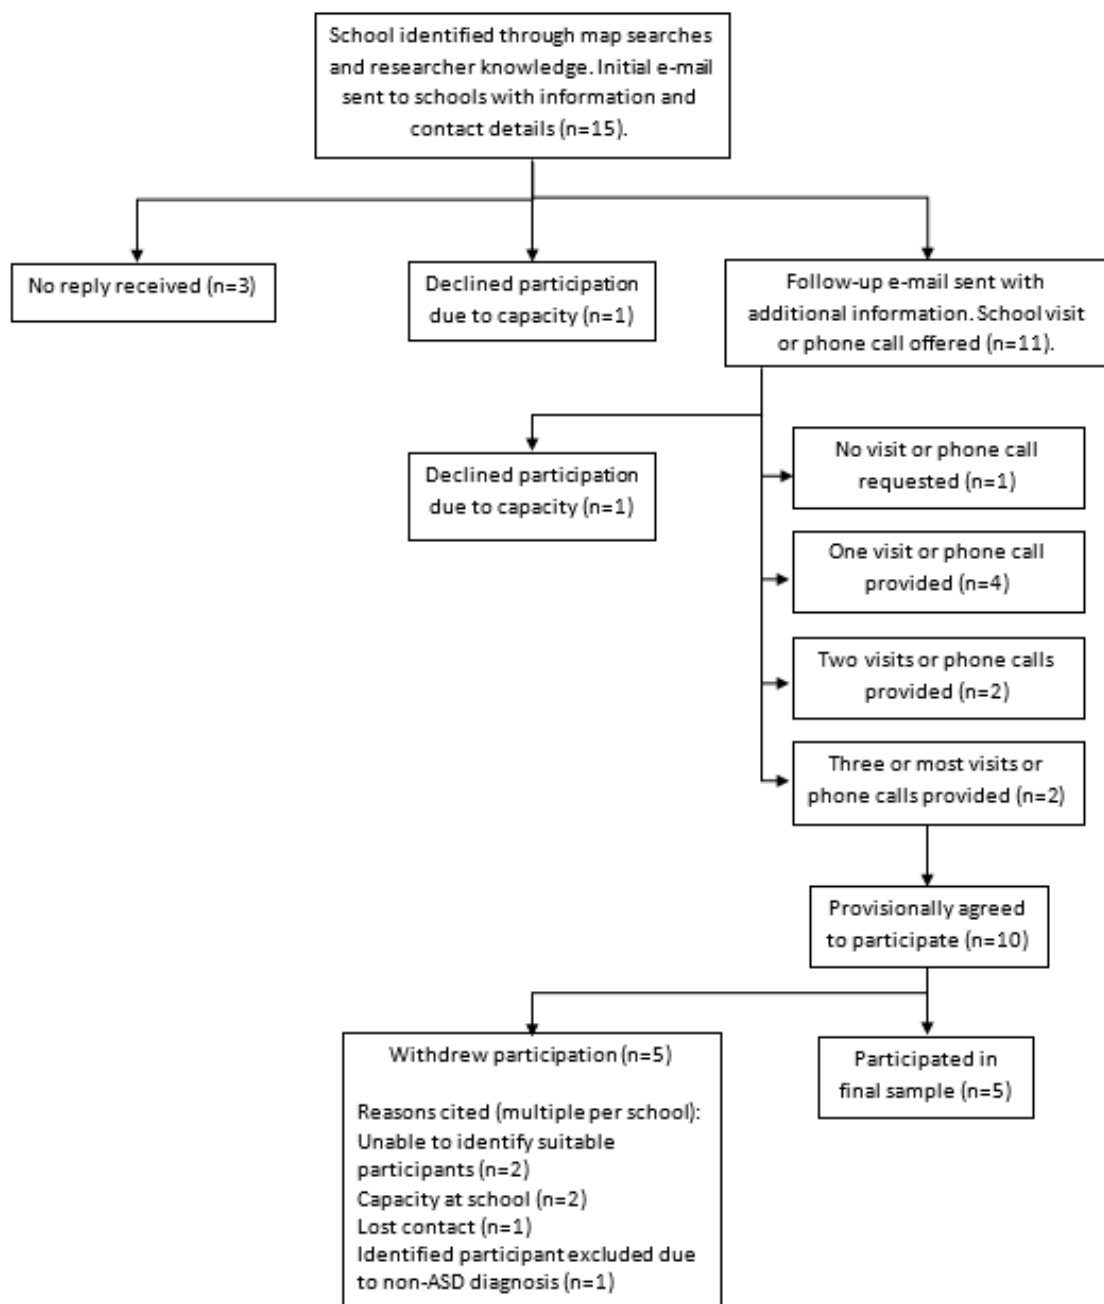 School identified through map searches
and researcher knowledge. Initial e-mail
sent to schools with information and
contact details (n=15).
No reply received (n=3)
Declined participation
due to capacity (n=1)
Follow-up e-mail sent with
additional information. School visit
or phone call offered (n=11).
Declined participation
due to capacity (n=1)
No visit or phone call
requested (n=1)
One visit or phone call
provided (n=4)
Two visits or phone calls
provided (n=2)
Three or most visits or
phone calls provided (n=2)
Provisionally agreed
to participate (n=10)
Withdrew participation (n=5)
Reasons cited (multiple per school):
Unable to identify suitable
participants (n=2)
Capacity at school (n=2)
Lost contact (n=1)
Identified participant excluded due
to non-ASD diagnosis (n=1)
Participated in
final sample (n=5)